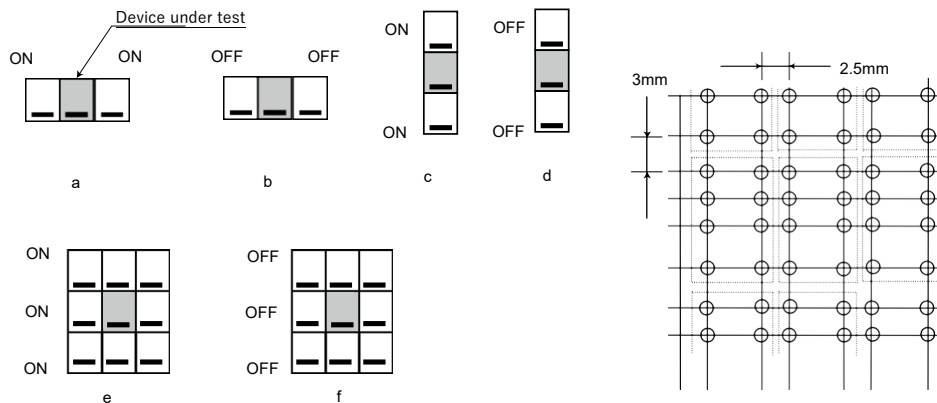 Device under test
ON ON
a
OFF OFF
b
ON
ON
c
OFF
OFF
d
ON
ON
ON
e
OFF
OFF
OFF
f
2.5mm
3mm